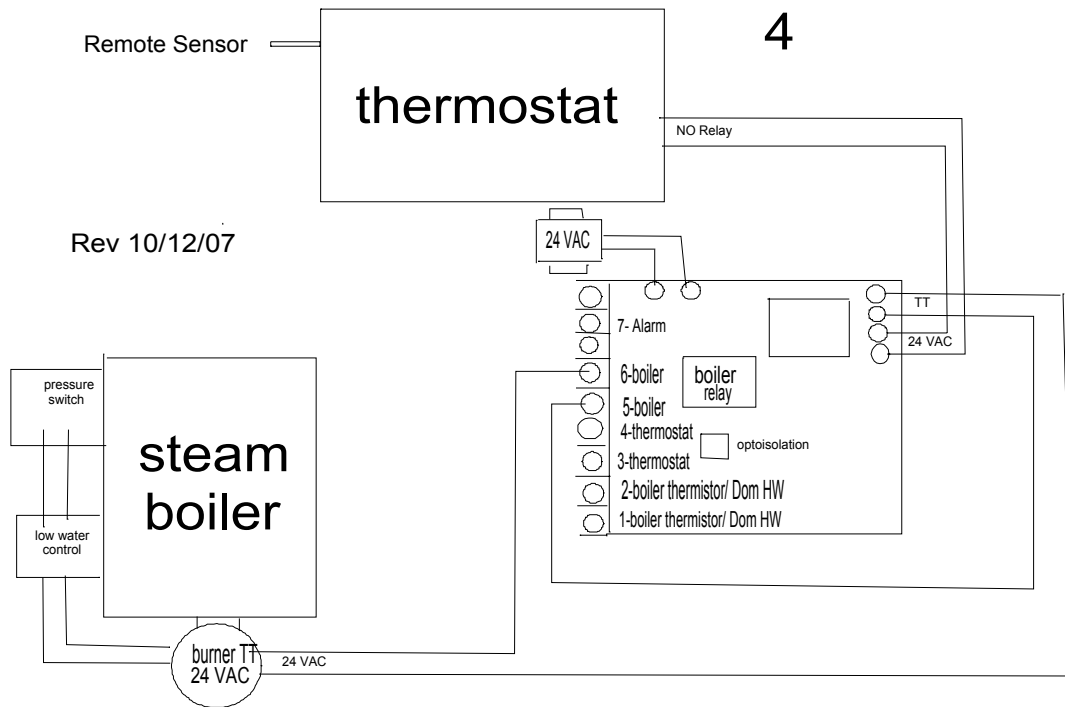 4
Remote Sensor
thermostat
NO Relay
Rev 10/12/07
24 VAC
TT
7- Alarm
24 VAC
6-boiler
boiler
relay
5-boiler
4-thermostat
optoisolation
3-thermostat
2-boiler thermistor/ Dom HW
1-boiler thermistor/ Dom HW
pressure
switch
steam
boiler
low water
control
burner TT
24 VAC
24 VAC